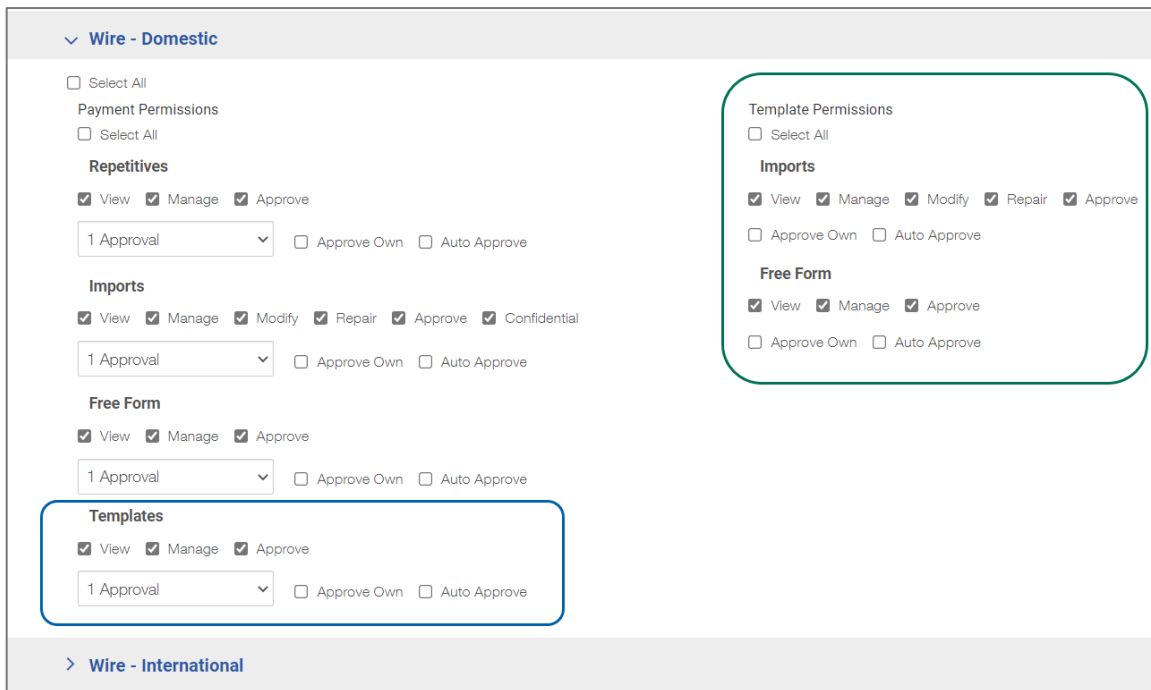 Wire - Domestic
Select All
Payment Permissions
Select All
Repetitives
View Manage Approve
1 Approval Approve Own Auto Approve
Imports
View Manage Modify Repair Approve Confidential
1 Approval Approve Own Auto Approve
Free Form
View Manage Approve
1 Approval Approve Own Auto Approve
Templates
View Manage Approve
1 Approval Approve Own Auto Approve
Template Permissions
Select All
Imports
View Manage Modify Repair Approve
Approve Own Auto Approve
Free Form
View Manage Approve
Approve Own Auto Approve
Wire - International